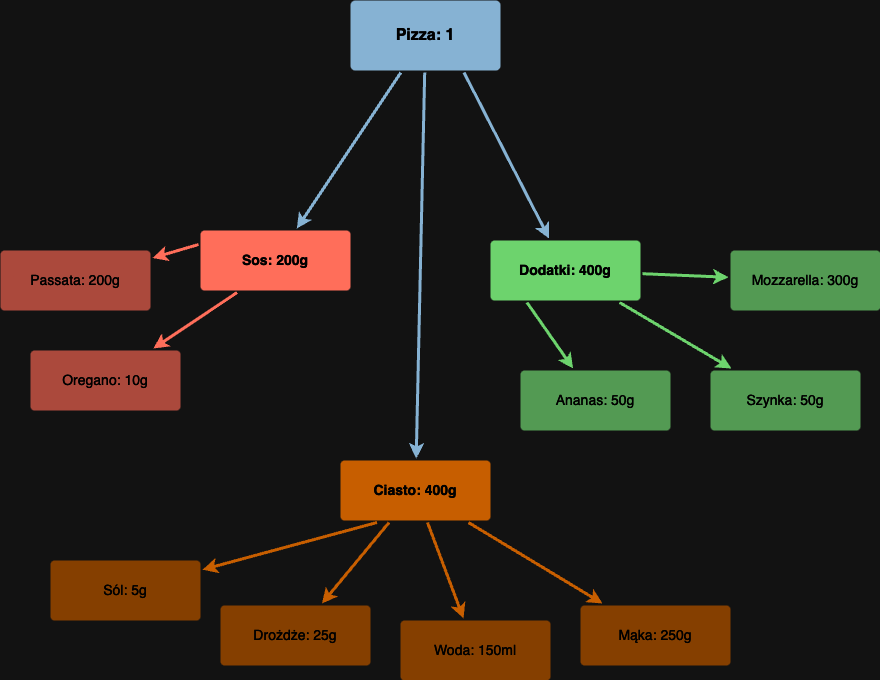 Pizza: 1
Sos: 200g
Dodatki: 400g
Passata: 200g
Mozzarella: 300g
Oregano: 10g
Ananas: 50g
Szynka: 50g
Ciasto: 400g
Sól: 5g
Drożdże: 25g
Woda: 150ml
Mąka: 250g